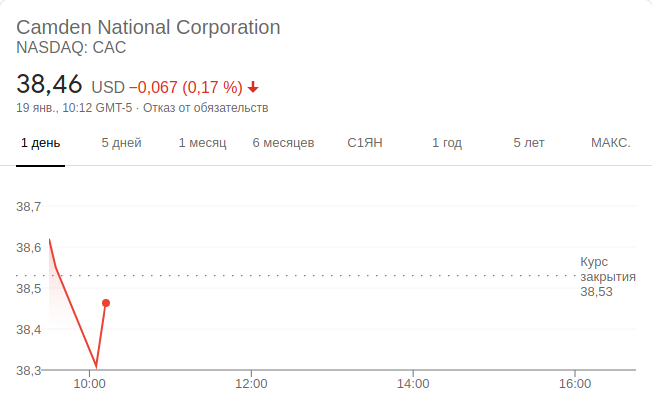 Camden National Corporation
NASDAQ: CAC
38,46 USD −0,067 (0,17 %)
19 янв., 10:12 GMT-5 · Отказ от обязательств
1 день 5 дней 1 месяц 6 месяцев С1ЯН 1 год 5 лет МАКС.
38,7
38,6
38,5
38,4
38,3
Курс
закрытия
38,53
10:00 12:00 14:00 16:00